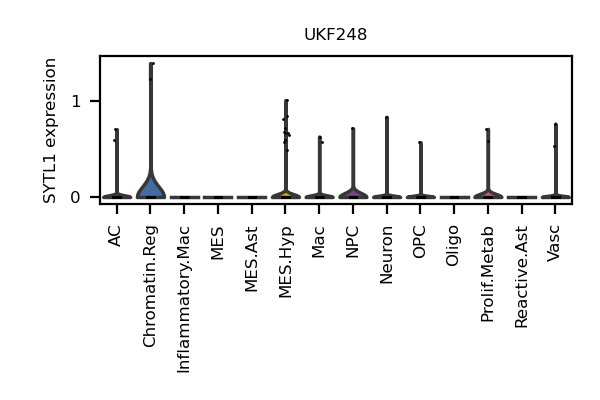 UKF248
SYTL1 expression
1
0
AC
Chromatin.Reg
Inflammatory.Mac
MES
MES.Ast
MES.Hyp
Mac
NPC
Neuron
OPC
Oligo
Prolif.Metab
Reactive.Ast
Vasc